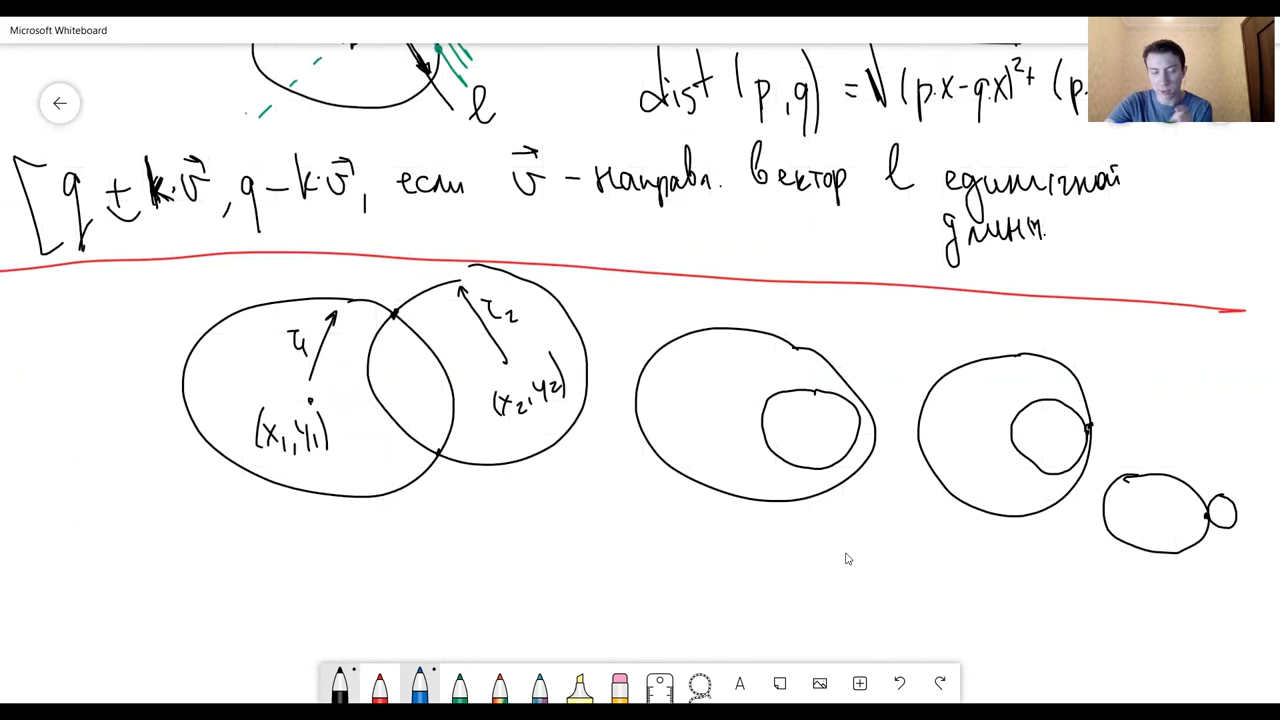 Microsoft Whiteboard
l
dist (p,q) = √(p.x-q.x)²+ (p.
[q + k·v⃗, q - k·v⃗, если v⃗ - направл. вектор l единичной
длины.
r₁
r₂
(x₁,y₁)
(x₂,y₂)
A